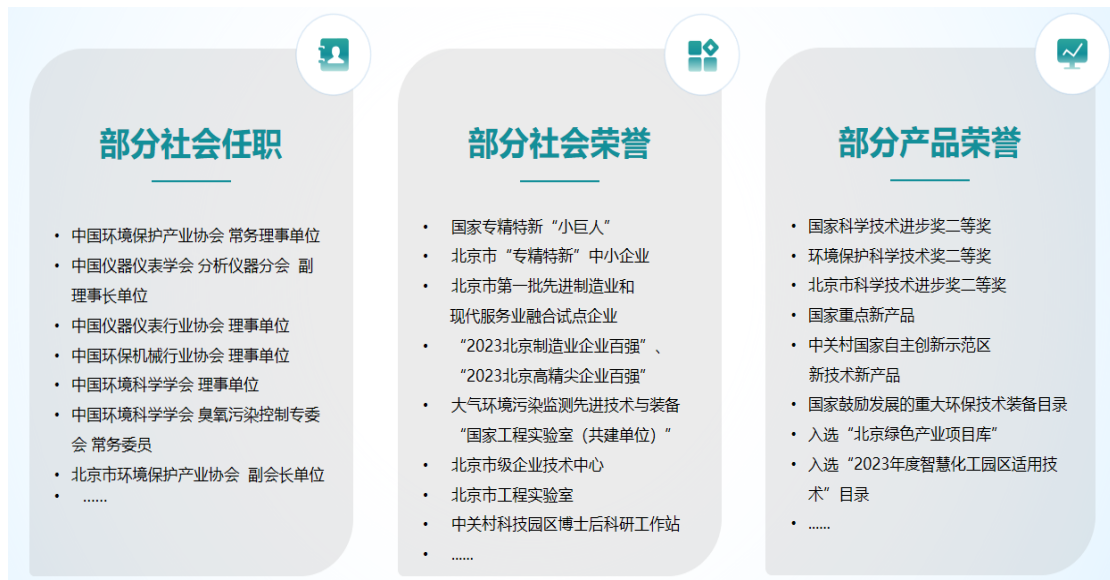 部分社会任职
• 中国环境保护产业协会 常务理事单位
• 中国仪器仪表学会 分析仪器分会 副
理事长单位
• 中国仪器仪表行业协会 理事单位
• 中国环保机械行业协会 理事单位
• 中国环境科学学会 理事单位
• 中国环境科学学会 臭氧污染控制专委
会 常务委员
• 北京市环境保护产业协会 副会长单位
• ......
部分社会荣誉
• 国家专精特新“小巨人”
• 北京市“专精特新”中小企业
• 北京市第一批先进制造业和
现代服务业融合试点企业
• “2023北京制造业企业百强”、
“2023北京高精尖企业百强”
• 大气环境污染监测先进技术与装备
“国家工程实验室（共建单位）”
• 北京市级企业技术中心
• 北京市工程实验室
• 中关村科技园区博士后科研工作站
• ......
部分产品荣誉
• 国家科学技术进步奖二等奖
• 环境保护科学技术奖二等奖
• 北京市科学技术进步奖二等奖
• 国家重点新产品
• 中关村国家自主创新示范区
新技术新产品
• 国家鼓励发展的重大环保技术装备目录
• 入选“北京绿色产业项目库”
• 入选“2023年度智慧化工园区适用技
术”目录
• ......